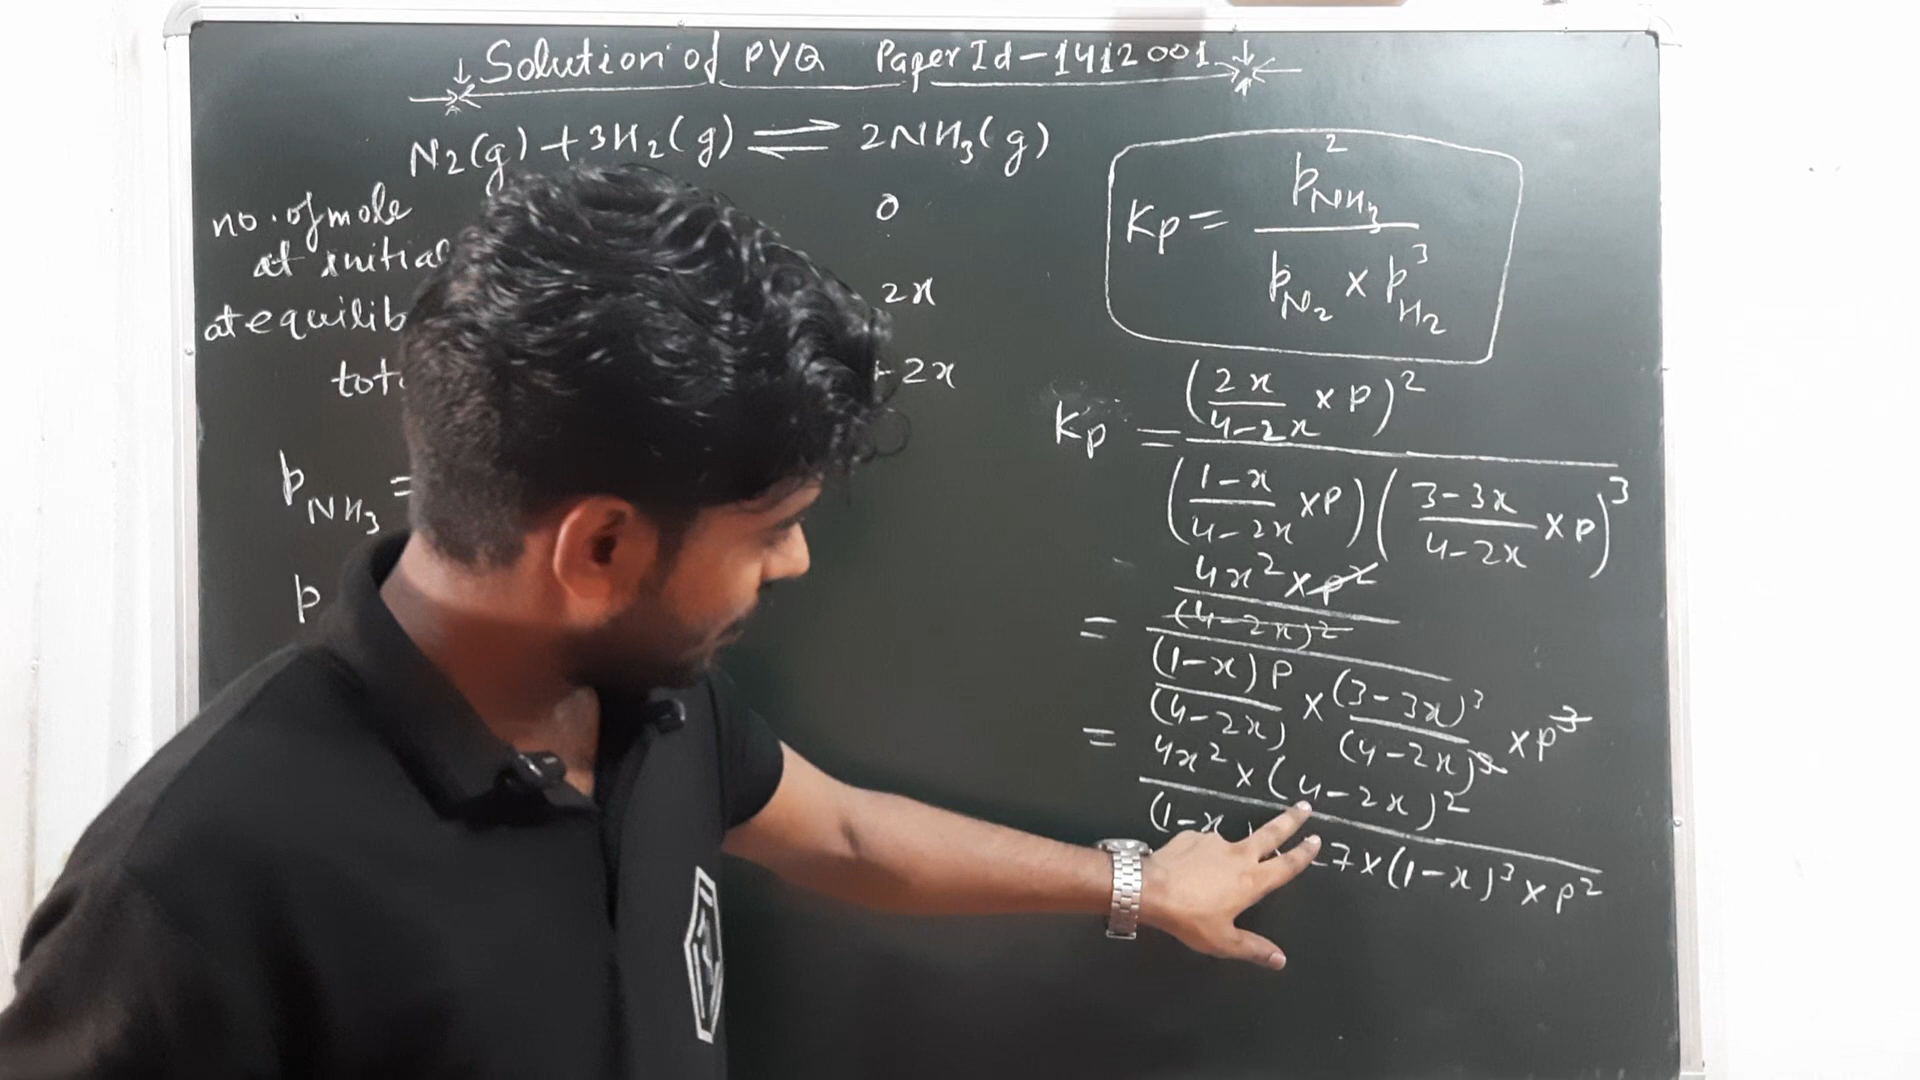 Solution of PYQ Paper Id-1412001
N2(g) + 3H2(g) ⇌ 2NH3(g)
no. of mole
at initial
0
at equilib
2x
2x
pNH3 =
p
Kp = p²NH3 / pN2 × p³H2
Kp = (2x/4-2x × P)² / (1-x/4-2x × P) (3-3x/4-2x × P)³
= 4x² × P² / (4-2x)² / (1-x)P/(4-2x) × (3-3x)³/(4-2x)³ × P³
= 4x² × (4-2x)² / (1-x) 27 × (1-x)³ × P²